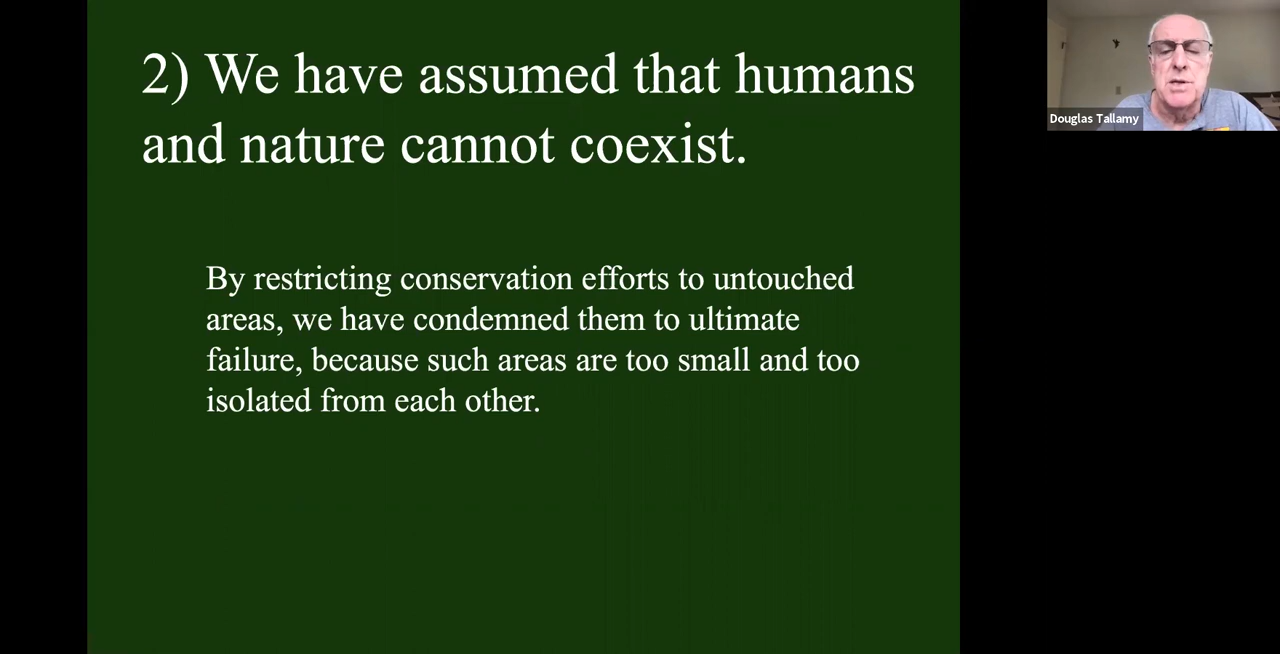 2) We have assumed that humans
and nature cannot coexist.
By restricting conservation efforts to untouched
areas, we have condemned them to ultimate
failure, because such areas are too small and too
isolated from each other.
Douglas Tallamy